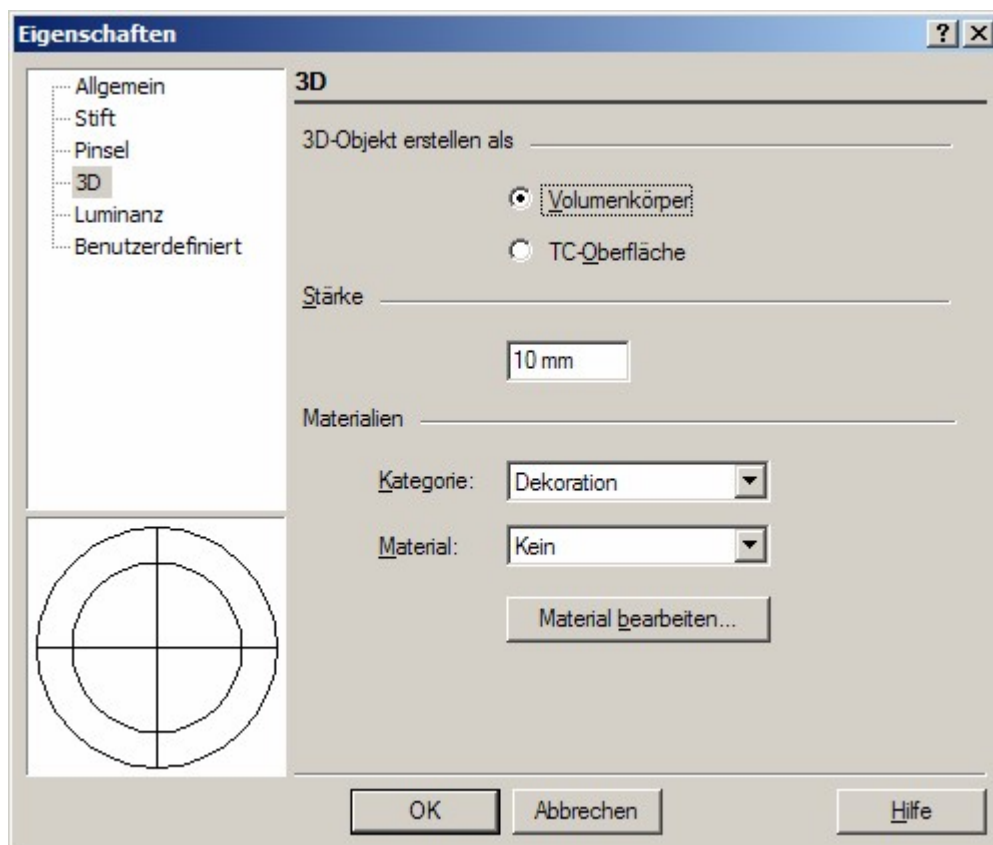 Eigenschaften
Allgemein
Stift
Pinsel
3D
Luminanz
Benutzerdefiniert
3D
3D-Objekt erstellen als
Volumenkörper
TC-Oberfläche
Stärke
10 mm
Materialien
Kategorie: Dekoration
Material: Kein
Material bearbeiten...
OK Abbrechen Hilfe